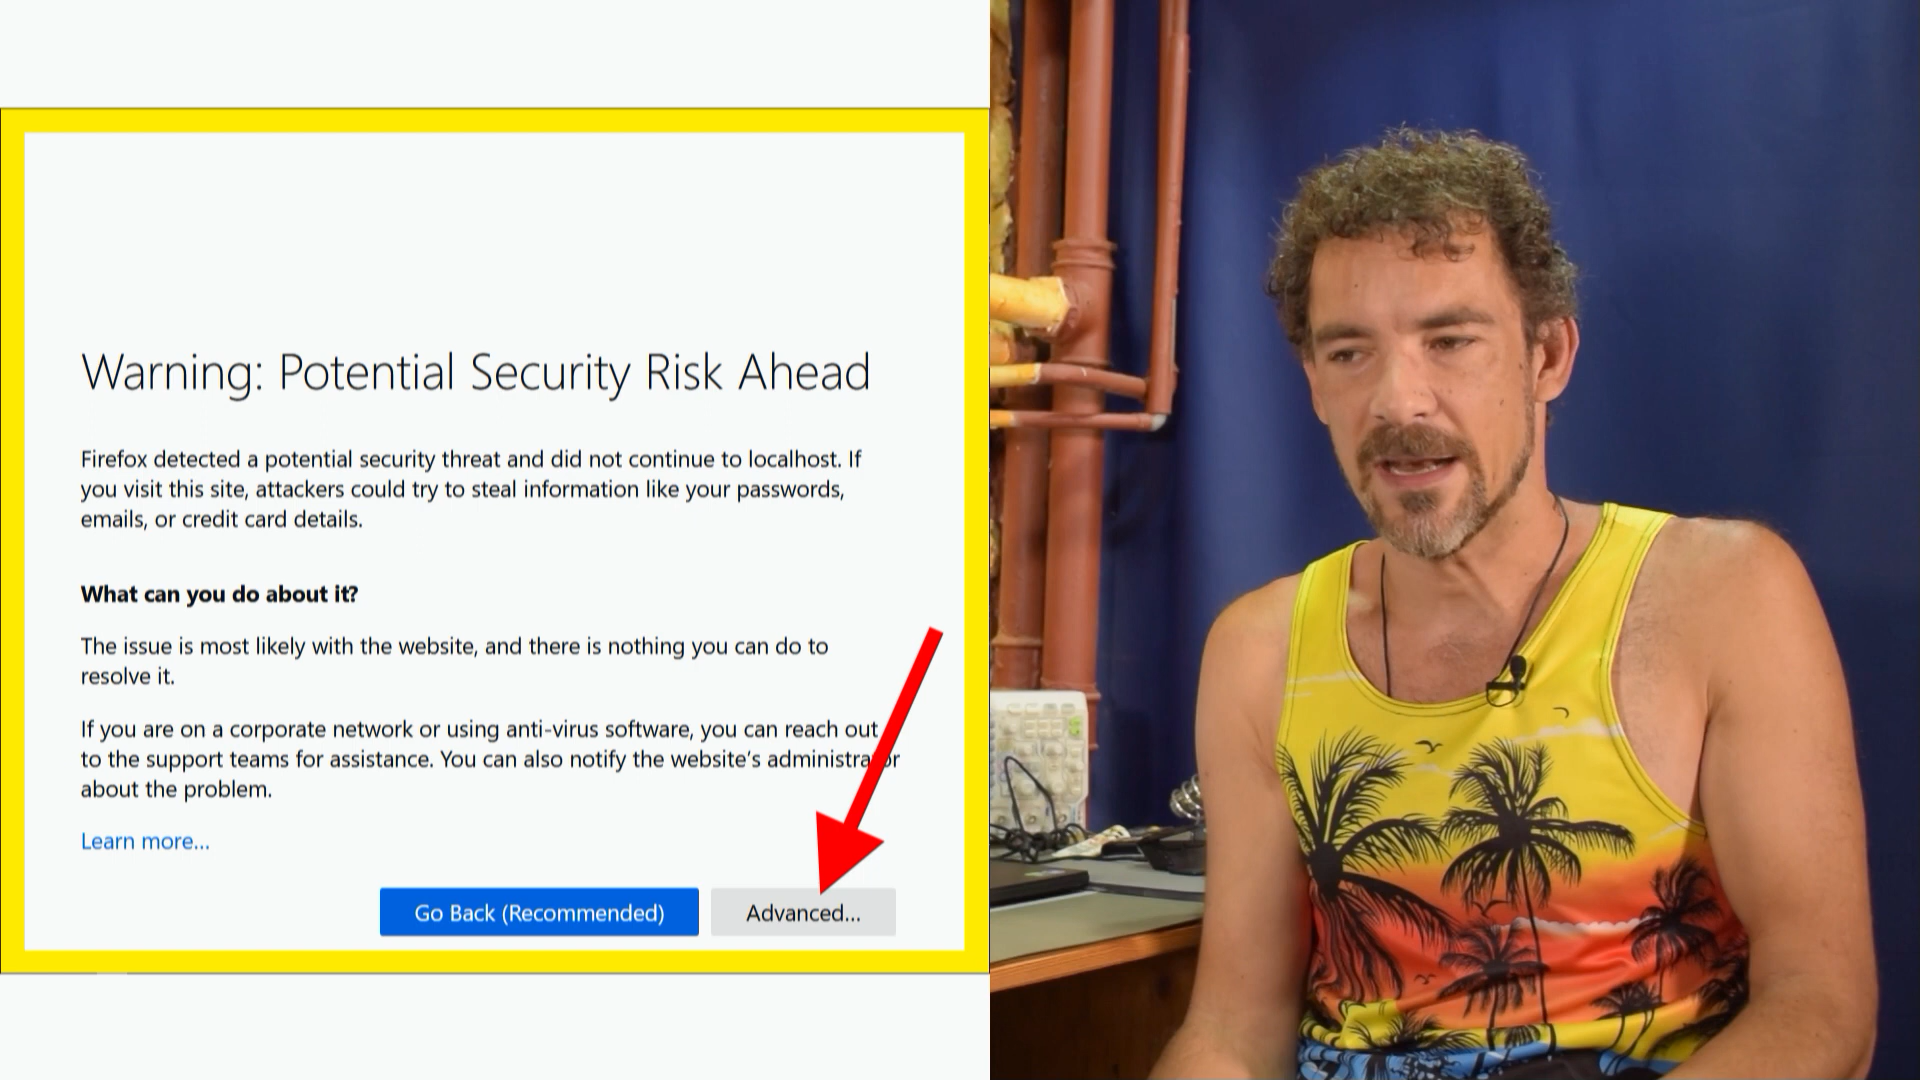 Warning: Potential Security Risk Ahead
Firefox detected a potential security threat and did not continue to localhost. If
you visit this site, attackers could try to steal information like your passwords,
emails, or credit card details.
What can you do about it?
The issue is most likely with the website, and there is nothing you can do to
resolve it.
If you are on a corporate network or using anti-virus software, you can reach out
to the support teams for assistance. You can also notify the website's administrator
about the problem.
Learn more...
Go Back (Recommended)
Advanced...